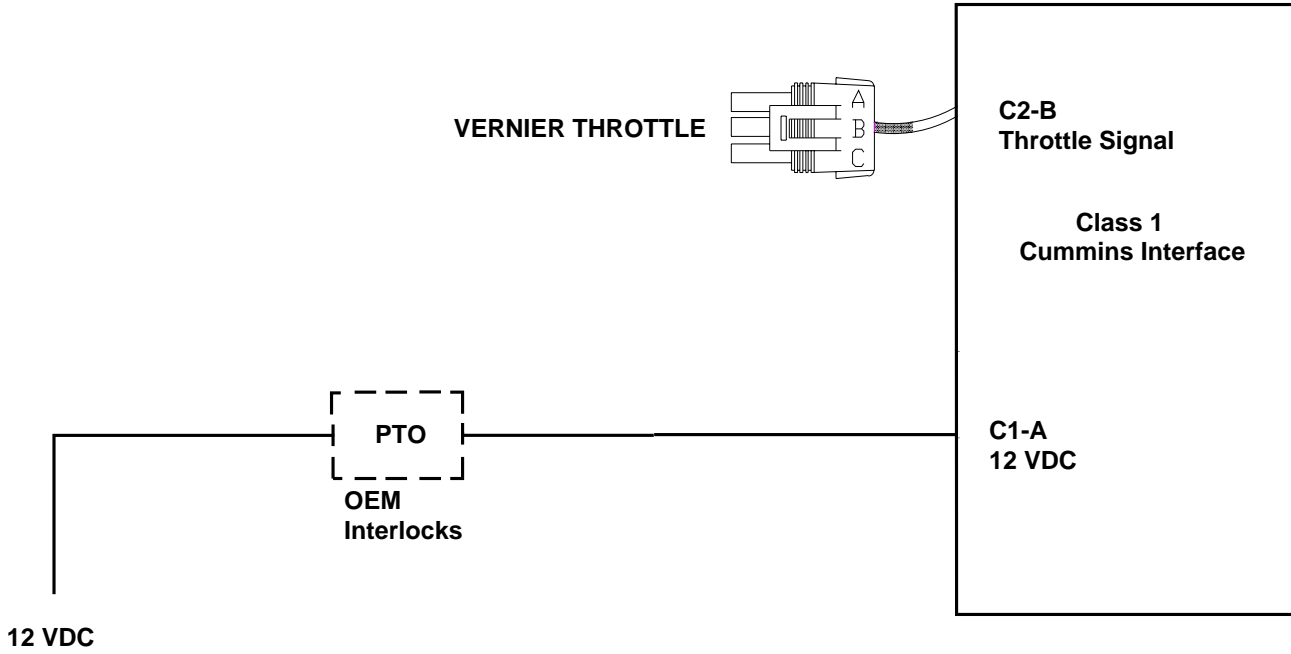 VERNIER THROTTLE
A
B
C
C2-B
Throttle Signal
Class 1
Cummins Interface
PTO
OEM
Interlocks
C1-A
12 VDC
12 VDC